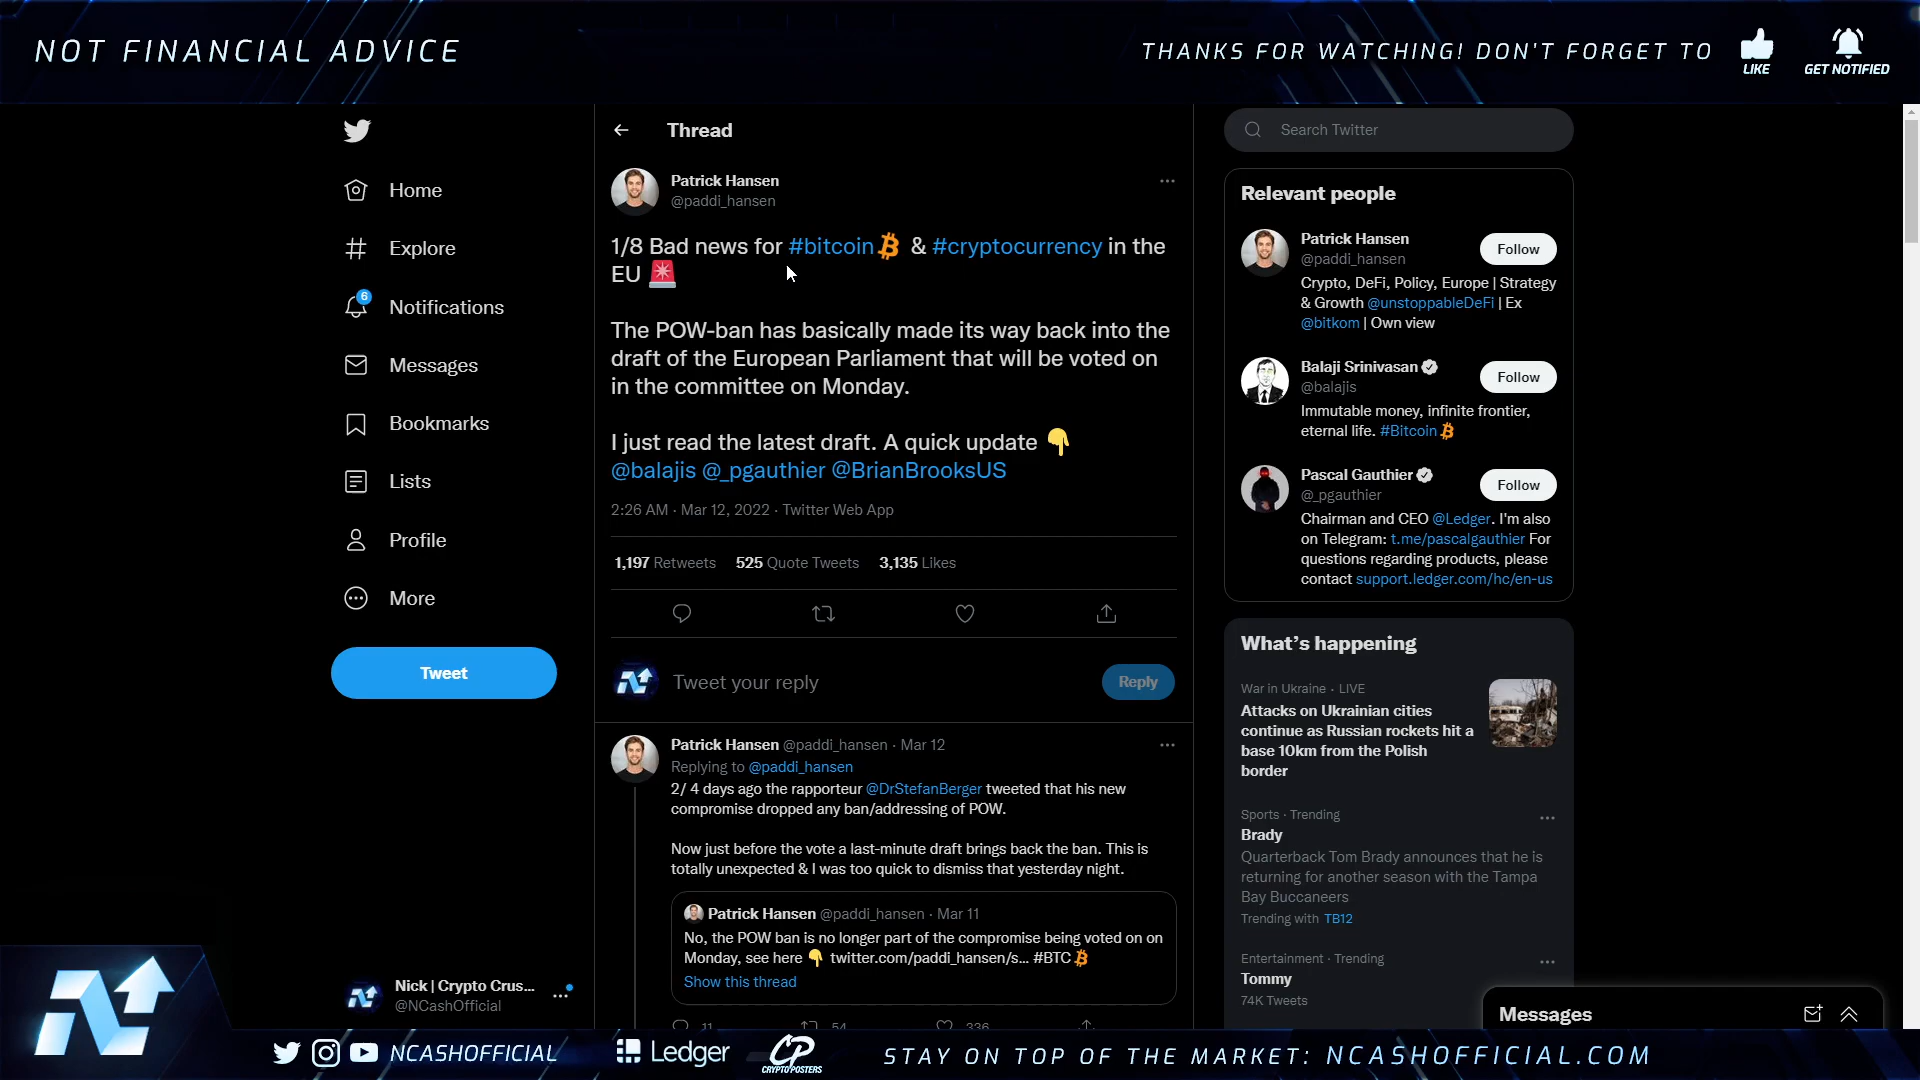 NOT FINANCIAL ADVICE
THANKS FOR WATCHING! DON'T FORGET TO
LIKE
GET NOTIFIED
Home
Explore
6
Notifications
Messages
Bookmarks
Lists
Profile
More
Tweet
Nick | Crypto Crus...
@NCashOfficial
Thread
Patrick Hansen
@paddi_hansen
1/8 Bad news for #bitcoin & #cryptocurrency in the
EU 🚨
The POW-ban has basically made its way back into the
draft of the European Parliament that will be voted on
in the committee on Monday.
I just read the latest draft. A quick update 👇
@balajis @_pgauthier @BrianBrooksUS
2:26 AM · Mar 12, 2022 · Twitter Web App
1,197 Retweets 525 Quote Tweets 3,135 Likes
Tweet your reply
Reply
Patrick Hansen @paddi_hansen · Mar 12
Replying to @paddi_hansen
2/ 4 days ago the rapporteur @DrStefanBerger tweeted that his new
compromise dropped any ban/addressing of POW.
Now just before the vote a last-minute draft brings back the ban. This is
totally unexpected & I was too quick to dismiss that yesterday night.
Patrick Hansen @paddi_hansen · Mar 11
No, the POW ban is no longer part of the compromise being voted on on
Monday, see here 👇 twitter.com/paddi_hansen/s... #BTC
Show this thread
11 54 336
Search Twitter
Relevant people
Patrick Hansen
@paddi_hansen
Follow
Crypto, DeFi, Policy, Europe | Strategy
& Growth @unstoppableDeFi | Ex
@bitkom | Own view
Balaji Srinivasan
@balajis
Follow
Immutable money, infinite frontier,
eternal life. #Bitcoin
Pascal Gauthier
@_pgauthier
Follow
Chairman and CEO @Ledger. I'm also
on Telegram: t.me/pascalgauthier For
questions regarding products, please
contact support.ledger.com/hc/en-us
What's happening
War in Ukraine · LIVE
Attacks on Ukrainian cities
continue as Russian rockets hit a
base 10km from the Polish
border
Sports · Trending
Brady
Quarterback Tom Brady announces that he is
returning for another season with the Tampa
Bay Buccaneers
Trending with TB12
Entertainment · Trending
Tommy
74K Tweets
Messages
NCASHOFFICIAL
Ledger
CP
CRYPTOPOSTERS
STAY ON TOP OF THE MARKET: NCASHOFFICIAL.COM